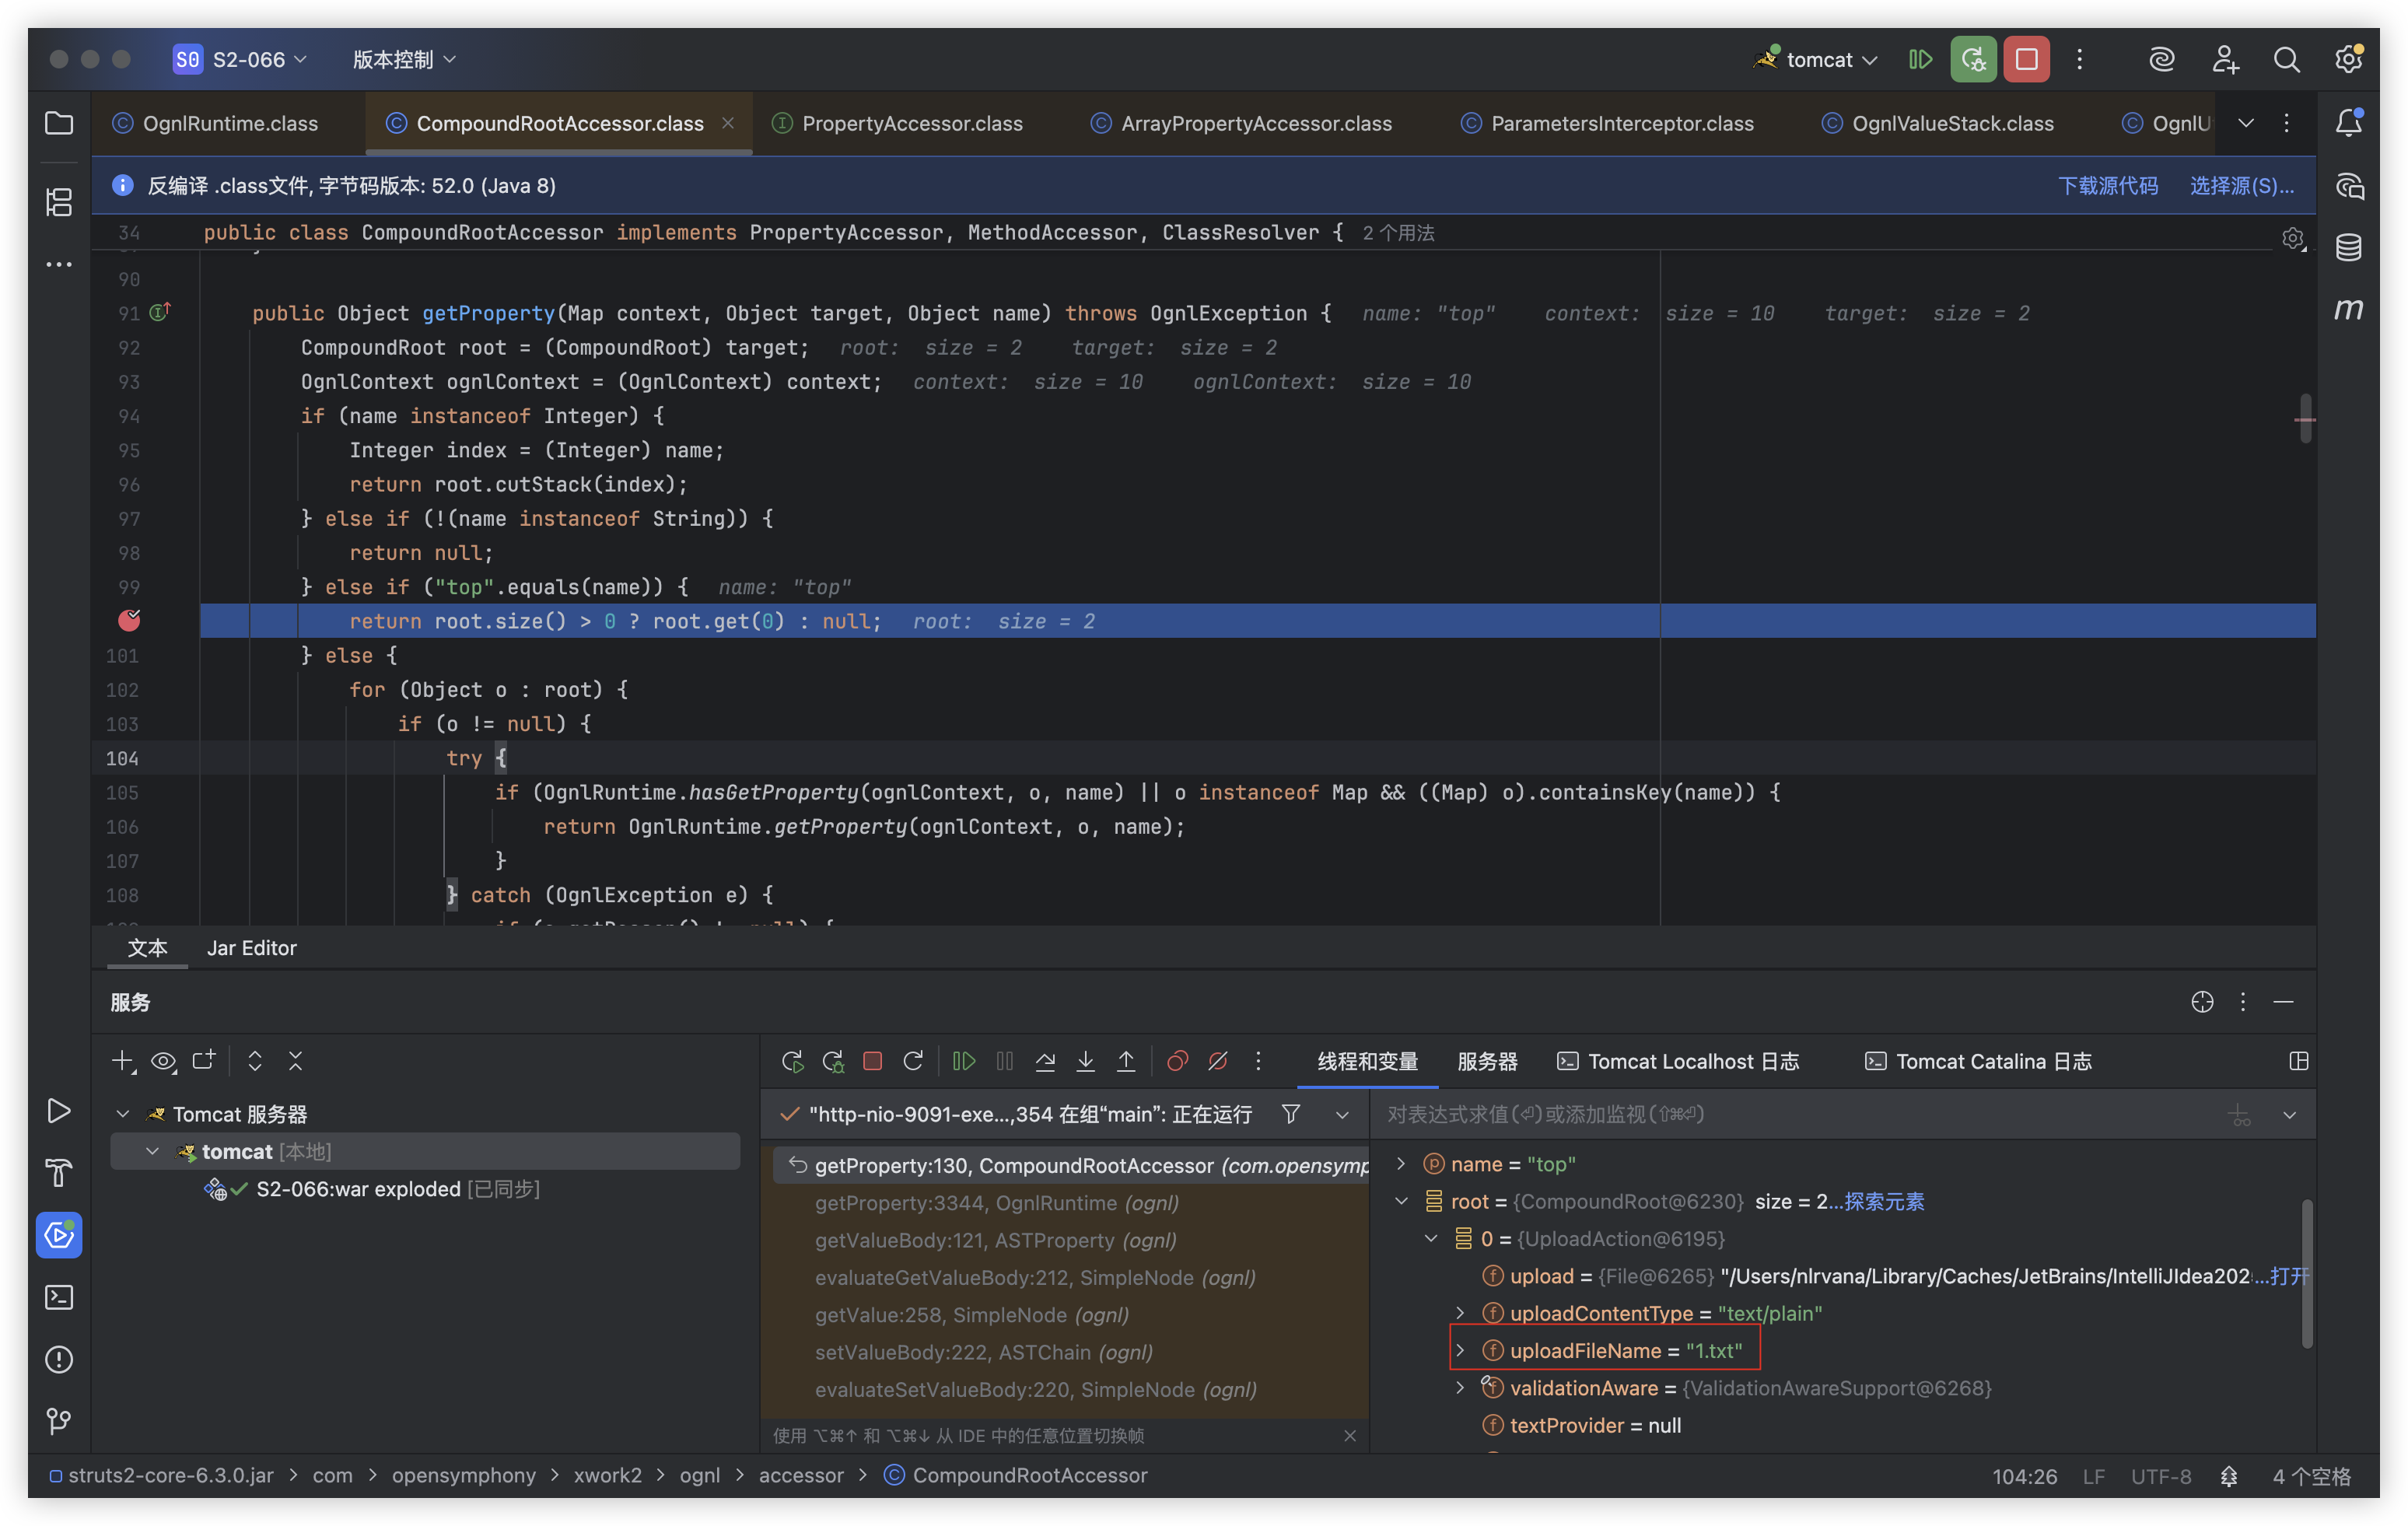 S0 S2-066 版本控制 tomcat
OgnlRuntime.class CompoundRootAccessor.class PropertyAccessor.class ArrayPropertyAccessor.class ParametersInterceptor.class OgnlValueStack.class OgnlU
反编译 .class文件, 字节码版本: 52.0 (Java 8) 下载源代码 选择源(S)...
34 public class CompoundRootAccessor implements PropertyAccessor, MethodAccessor, ClassResolver { 2 个用法
90
91 public Object getProperty(Map context, Object target, Object name) throws OgnlException { name: "top" context: size = 10 target: size = 2
92 CompoundRoot root = (CompoundRoot) target; root: size = 2 target: size = 2
93 OgnlContext ognlContext = (OgnlContext) context; context: size = 10 ognlContext: size = 10
94 if (name instanceof Integer) {
95 Integer index = (Integer) name;
96 return root.cutStack(index);
97 } else if (!(name instanceof String)) {
98 return null;
99 } else if ("top".equals(name)) { name: "top"
return root.size() > 0 ? root.get(0) : null; root: size = 2
101 } else {
102 for (Object o : root) {
103 if (o != null) {
104 try {
105 if (OgnlRuntime.hasGetProperty(ognlContext, o, name) || o instanceof Map && ((Map) o).containsKey(name)) {
106 return OgnlRuntime.getProperty(ognlContext, o, name);
107 }
108 } catch (OgnlException e) {
文本 Jar Editor
服务
线程和变量 服务器 Tomcat Localhost 日志 Tomcat Catalina 日志
Tomcat 服务器
tomcat [本地]
S2-066:war exploded [已同步]
"http-nio-9091-exe...,354 在组“main”: 正在运行
getProperty:130, CompoundRootAccessor (com.opensymp
getProperty:3344, OgnlRuntime (ognl)
getValueBody:121, ASTProperty (ognl)
evaluateGetValueBody:212, SimpleNode (ognl)
getValue:258, SimpleNode (ognl)
setValueBody:222, ASTChain (ognl)
evaluateSetValueBody:220, SimpleNode (ognl)
使用 ⌥⌘↑ 和 ⌥⌘↓ 从 IDE 中的任意位置切换帧
对表达式求值(⏎)或添加监视(⇧⌘⏎)
name = "top"
root = {CompoundRoot@6230} size = 2...探索元素
0 = {UploadAction@6195}
upload = {File@6265} "/Users/nlrvana/Library/Caches/JetBrains/IntelliJIdea202...打开
uploadContentType = "text/plain"
uploadFileName = "1.txt"
validationAware = {ValidationAwareSupport@6268}
textProvider = null
struts2-core-6.3.0.jar > com > opensymphony > xwork2 > ognl > accessor > CompoundRootAccessor 104:26 LF UTF-8 4 个空格